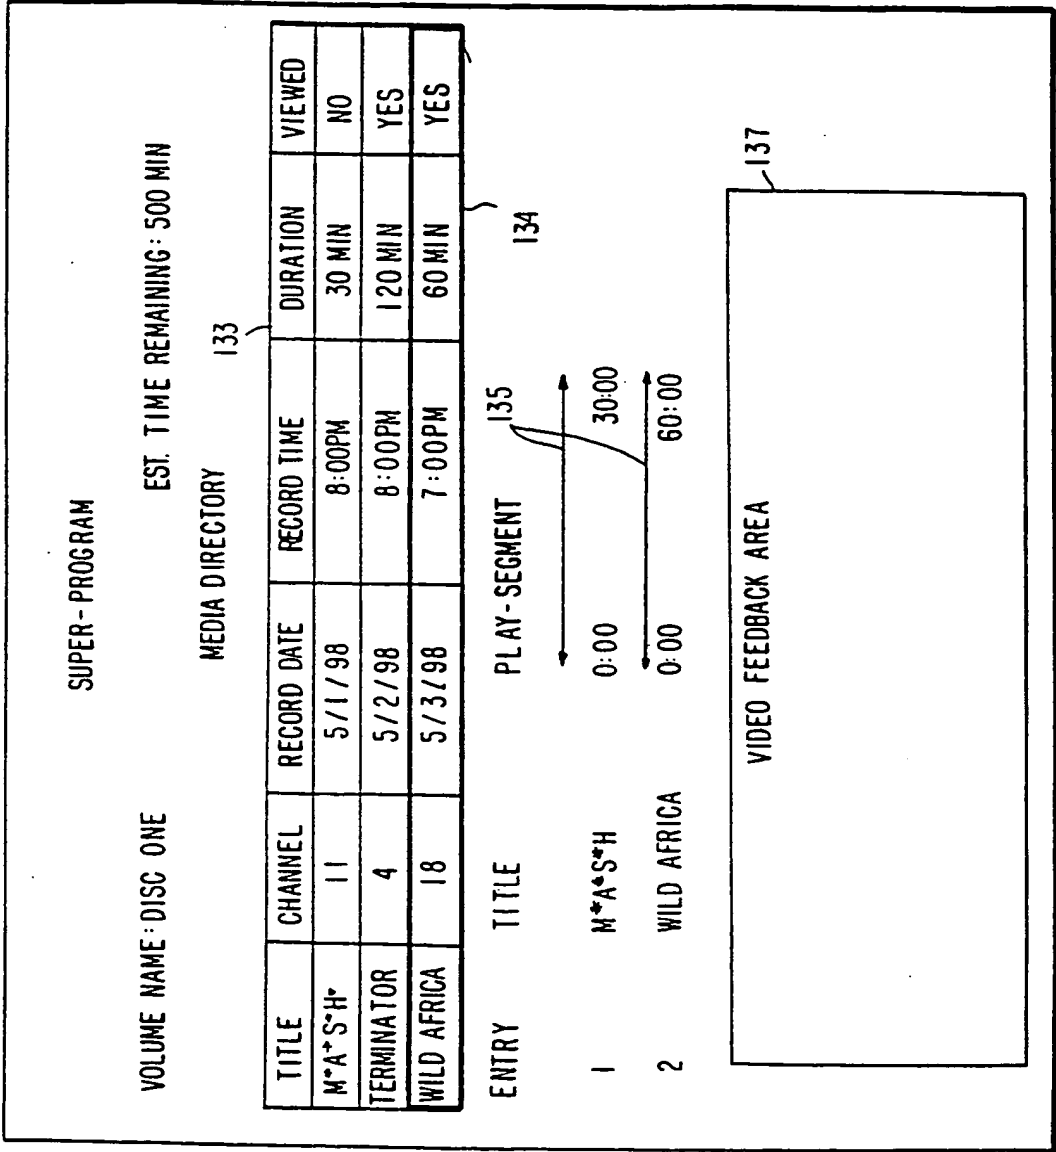 SUPER-PROGRAM
VOLUME NAME: DISC ONE EST. TIME REMAINING: 500 MIN
MEDIA DIRECTORY
133
TITLE CHANNEL RECORD DATE RECORD TIME DURATION VIEWED
M*A*S*H* 11 5/1/98 8:00PM 30 MIN NO
TERMINATOR 4 5/2/98 8:00PM 120 MIN YES
WILD AFRICA 18 5/3/98 7:00PM 60 MIN YES
134
ENTRY TITLE PLAY-SEGMENT
135
1 M*A*S*H 0:00 30:00
2 WILD AFRICA 0:00 60:00
137
VIDEO FEEDBACK AREA